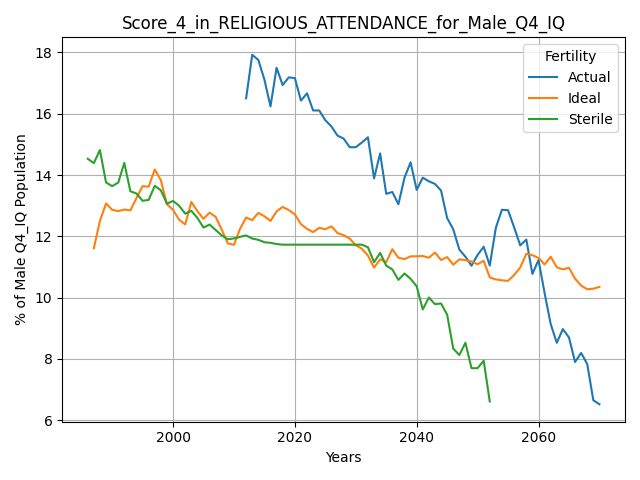 Score_4_in_RELIGIOUS_ATTENDANCE_for_Male_Q4_IQ
Fertility
Actual
Ideal
Sterile
% of Male Q4_IQ Population
18
16
14
12
10
8
6
2000 2020 2040 2060
Years